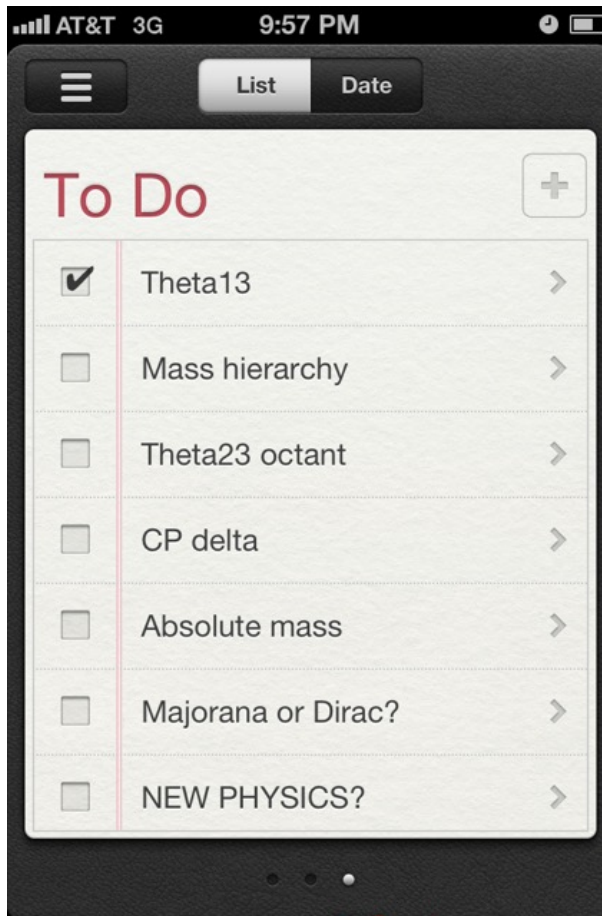 AT&T 3G 9:57 PM
List Date
To Do
Theta13
Mass hierarchy
Theta23 octant
CP delta
Absolute mass
Majorana or Dirac?
NEW PHYSICS?